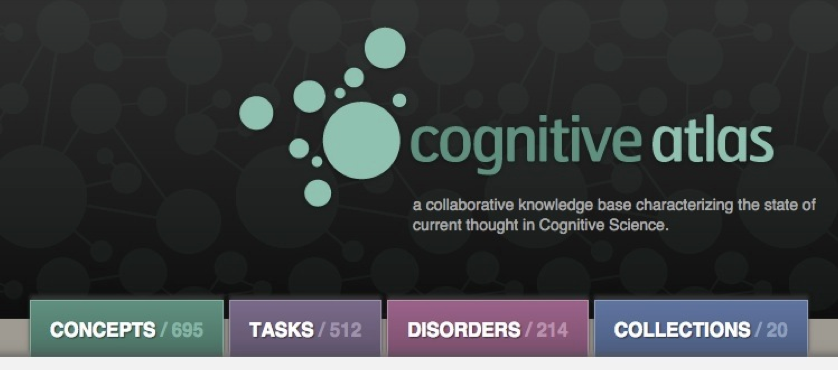 cognitive atlas
a collaborative knowledge base characterizing the state of
current thought in Cognitive Science.
CONCEPTS / 695 TASKS / 512 DISORDERS / 214 COLLECTIONS / 20